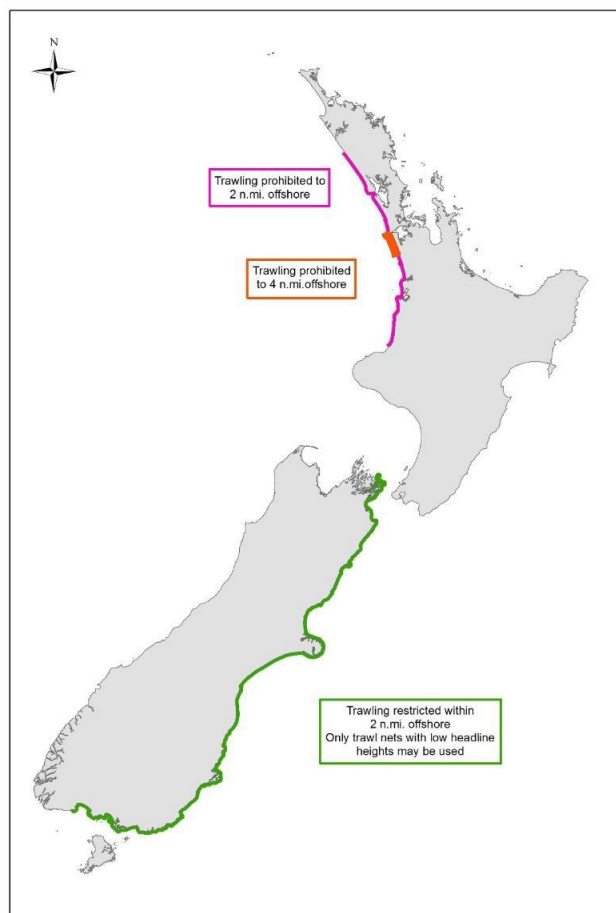 N
Trawling prohibited to
2 n.mi. offshore
Trawling prohibited
to 4 n.mi.offshore
Trawling restricted within
2 n.mi. offshore
Only trawl nets with low headline
heights may be used